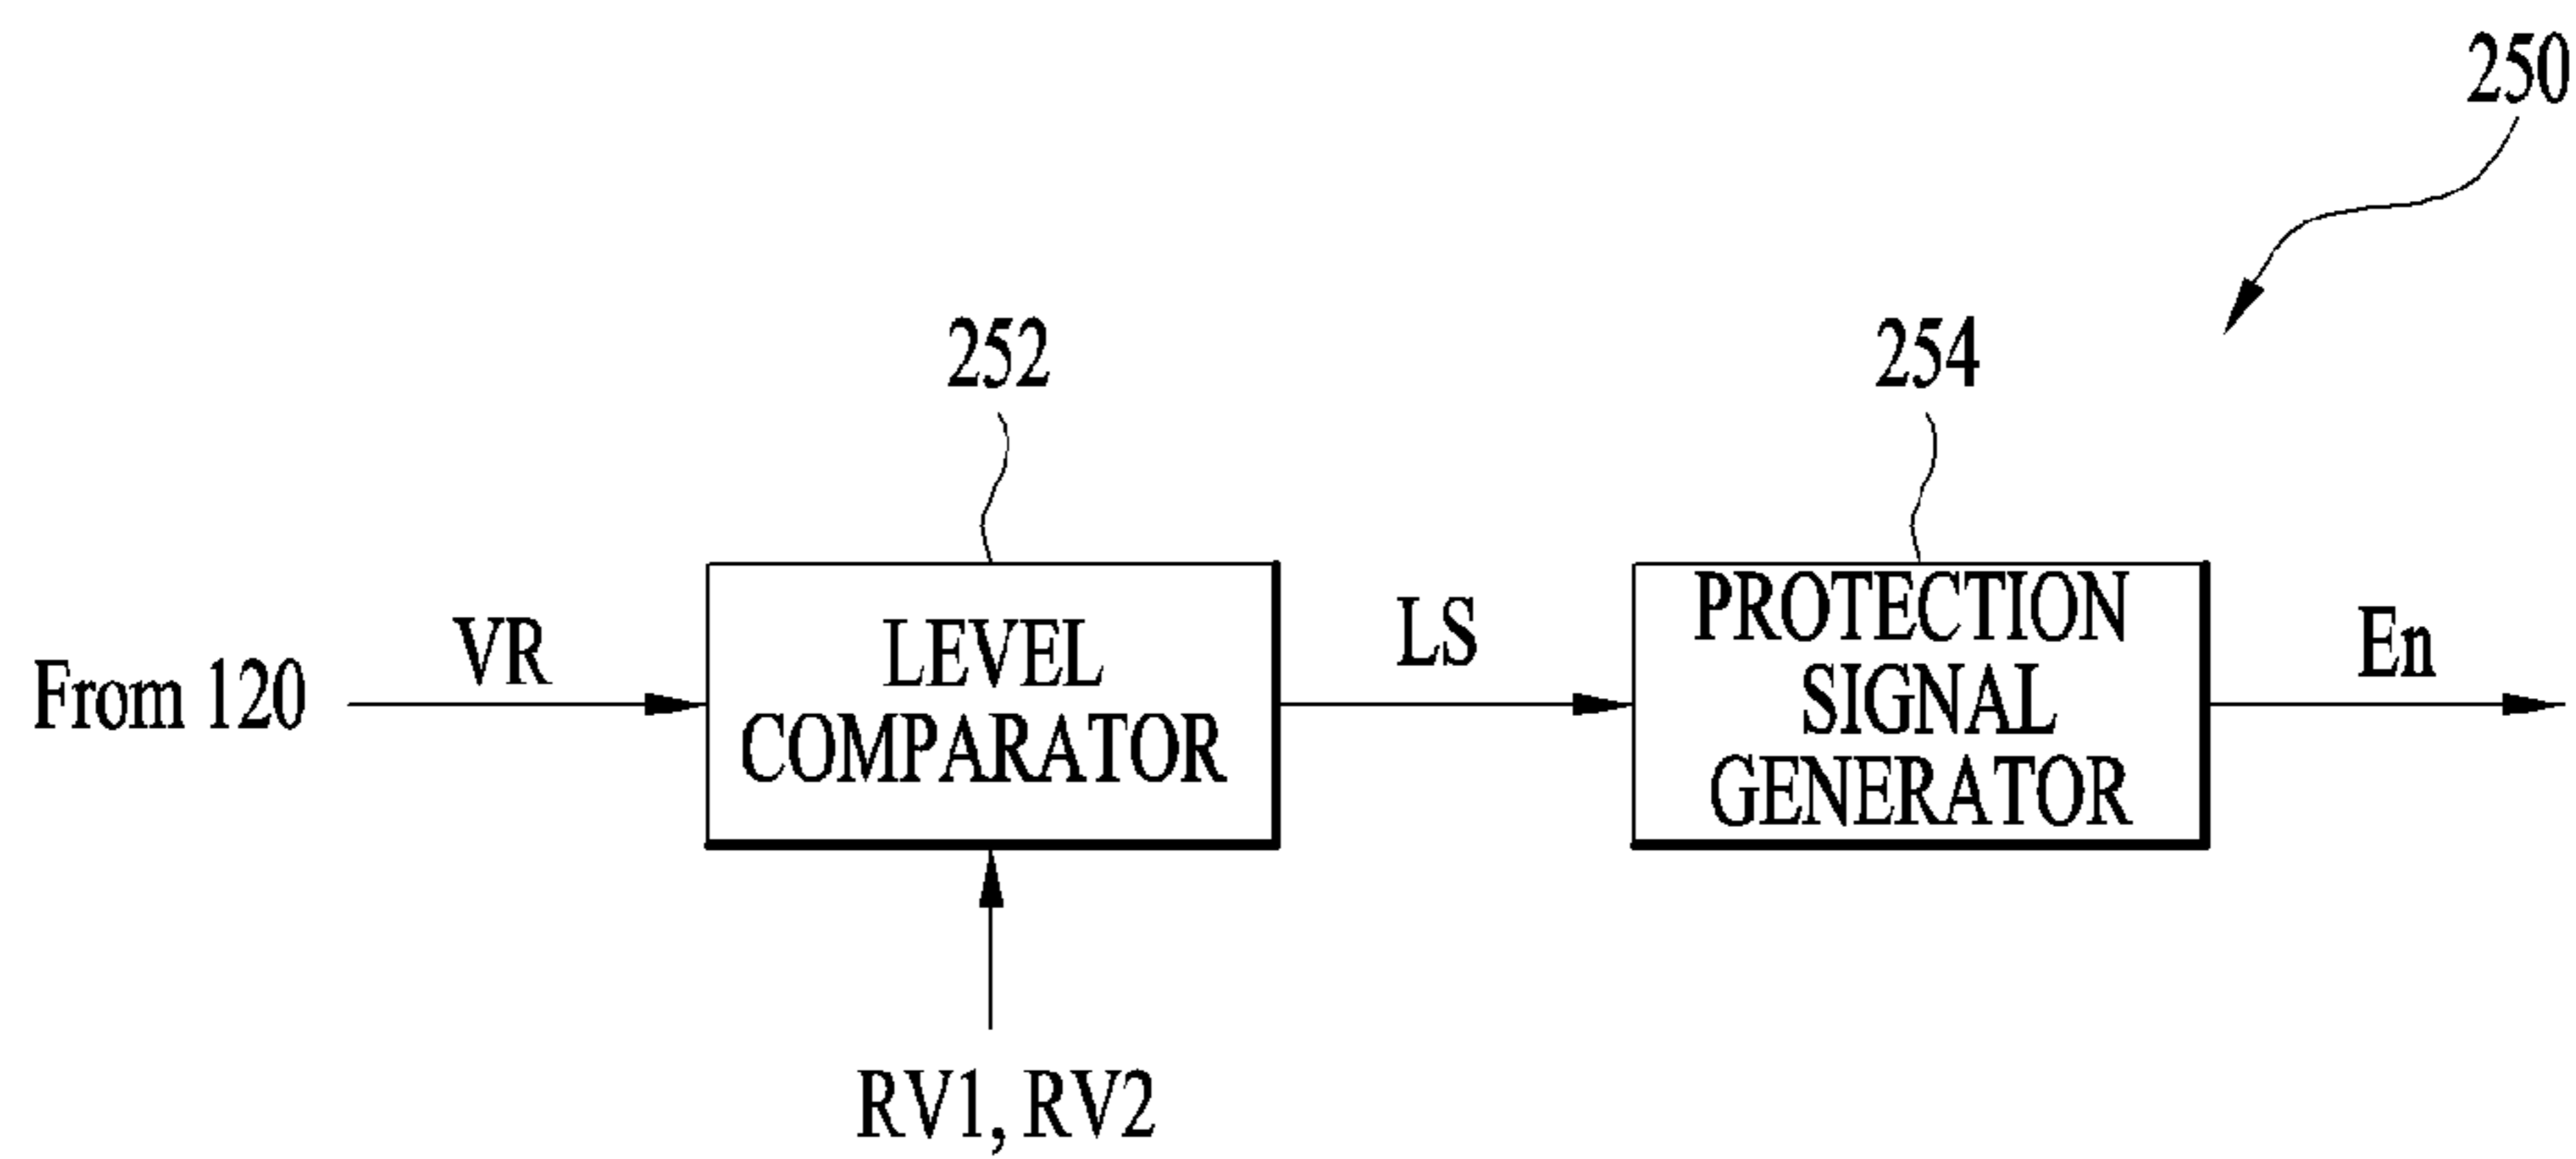 250
252
254
From 120
VR
LEVEL
COMPARATOR
LS
PROTECTION
SIGNAL
GENERATOR
En
RV1, RV2